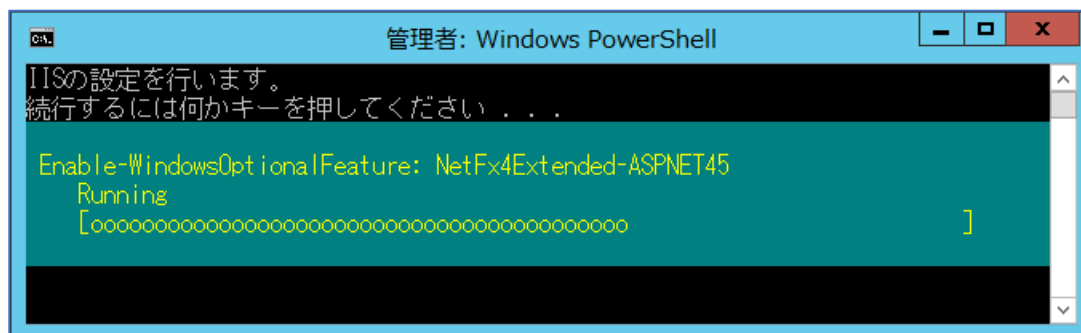 管理者: Windows PowerShell
IISの設定を行います。
続行するには何かキーを押してください . . .
Enable-WindowsOptionalFeature: NetFx4Extended-ASPNET45
Running
[oooooooooooooooooooooooooooooooooooooooooo                          ]